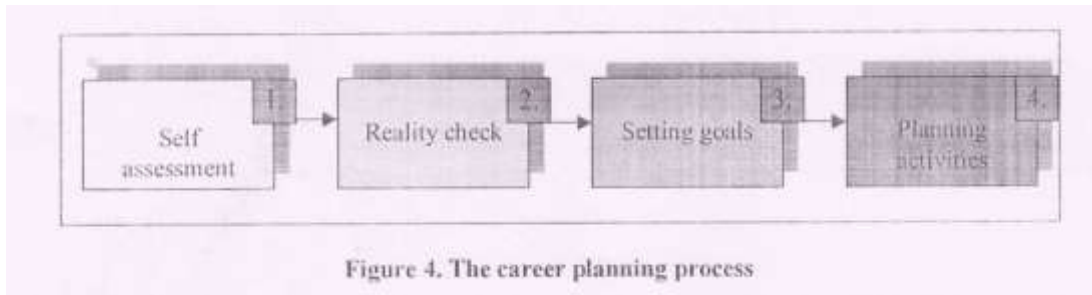 1.
Self
assessment
2.
Reality check
3.
Setting goals
4.
Planning
activities
Figure 4. The career planning process